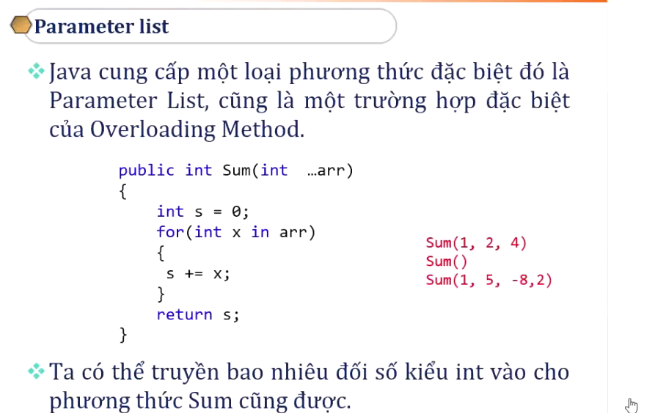 Parameter list
Java cung cấp một loại phương thức đặc biệt đó là
Parameter List, cũng là một trường hợp đặc biệt
của Overloading Method.
public int Sum(int …arr)
{
int s = 0;
for(int x in arr)
{
s += x;
}
return s;
}
Sum(1, 2, 4)
Sum()
Sum(1, 5, -8,2)
Ta có thể truyền bao nhiêu đối số kiểu int vào cho
phương thức Sum cũng được.